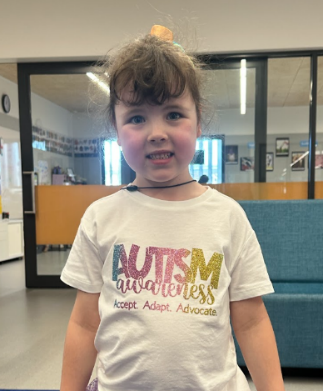 AUTISM
awareness
Accept. Adapt. Advocate.